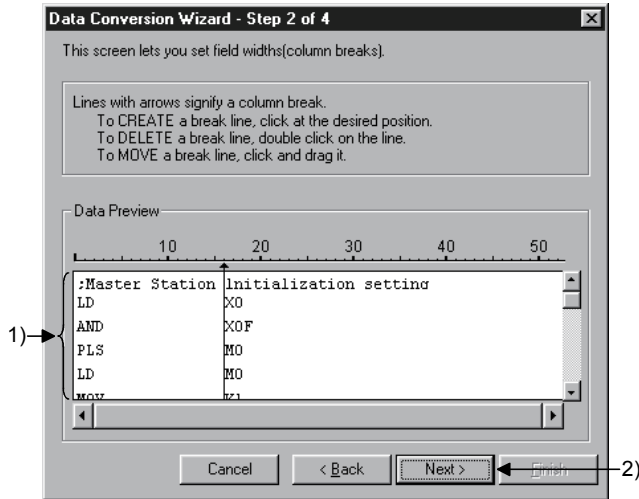 Data Conversion Wizard - Step 2 of 4
This screen lets you set field widths(column breaks).
Lines with arrows signify a column break.
To CREATE a break line, click at the desired position.
To DELETE a break line, double click on the line.
To MOVE a break line, click and drag it.
Data Preview
10 20 30 40 50
;Master Station Initialization setting
LD X0
AND X0F
PLS M0
LD M0
MOV K1
1)
Cancel < Back Next > Finish
2)